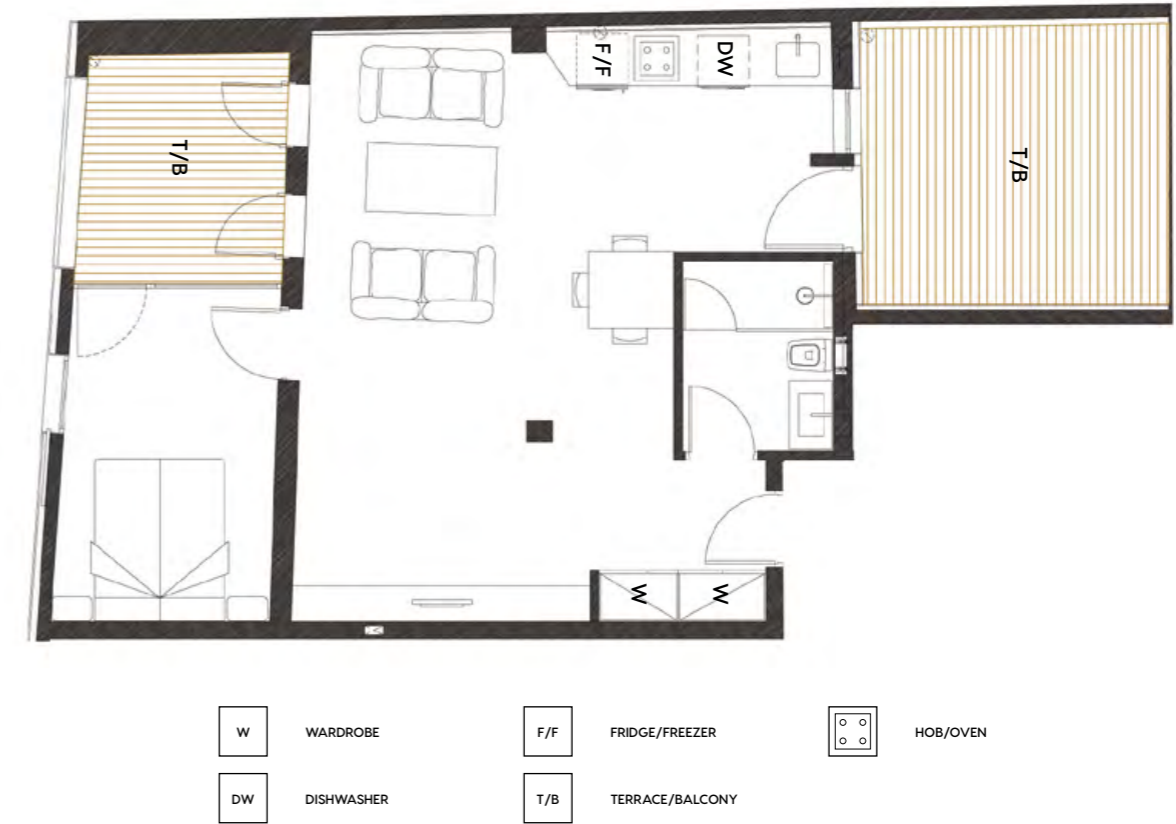 F/F
DW
T/B
T/B
W
W
W WARDROBE
F/F FRIDGE/FREEZER
HOB/OVEN
DW DISHWASHER
T/B TERRACE/BALCONY